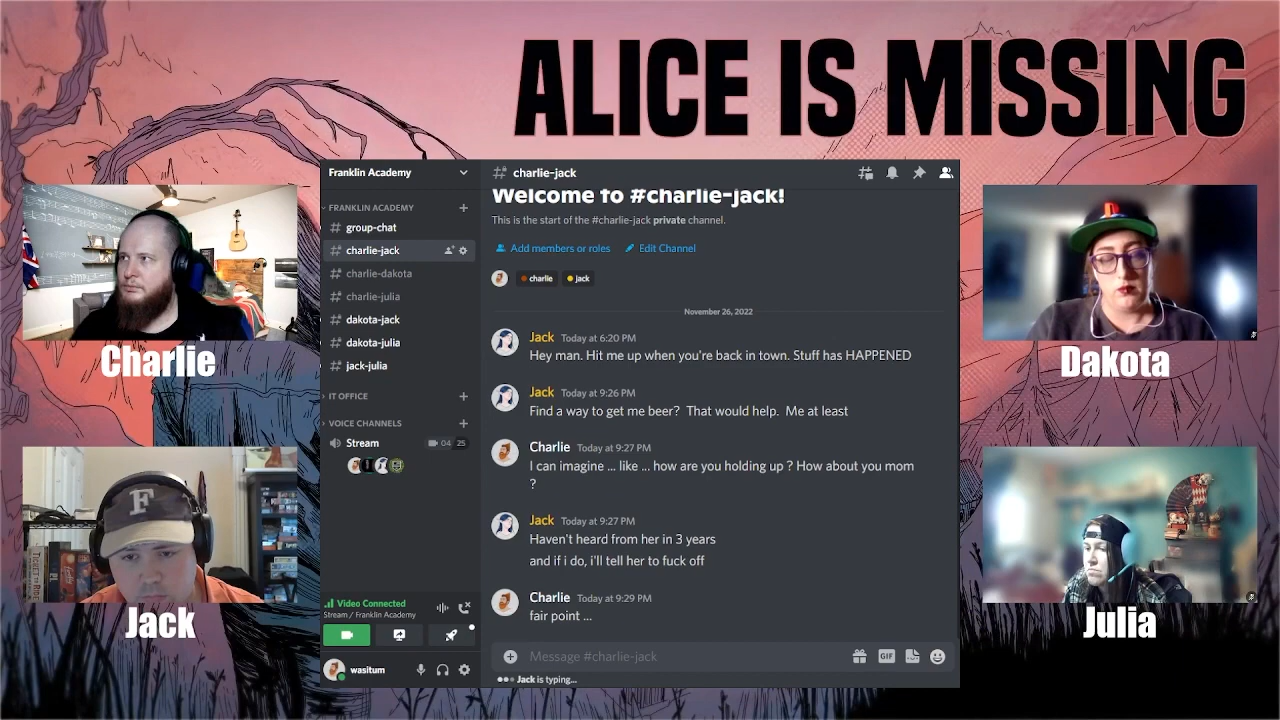 ALICE IS MISSING
Franklin Academy
# charlie-jack
FRANKLIN ACADEMY
# group-chat
# charlie-jack
# charlie-dakota
# charlie-julia
# dakota-jack
# dakota-julia
# jack-julia
IT OFFICE
VOICE CHANNELS
Stream
04 25
Video Connected
Stream / Franklin Academy
wasitum
Welcome to #charlie-jack!
This is the start of the #charlie-jack private channel.
Add members or roles Edit Channel
charlie jack
November 26, 2022
Jack Today at 6:20 PM
Hey man. Hit me up when you're back in town. Stuff has HAPPENED
Jack Today at 9:26 PM
Find a way to get me beer? That would help. Me at least
Charlie Today at 9:27 PM
I can imagine ... like ... how are you holding up ? How about you mom
?
Jack Today at 9:27 PM
Haven't heard from her in 3 years
and if i do, i'll tell her to fuck off
Charlie Today at 9:29 PM
fair point ...
Message #charlie-jack
GIF
Jack is typing...
Charlie
Dakota
F
TICKET TO RIDE
Jack
Julia